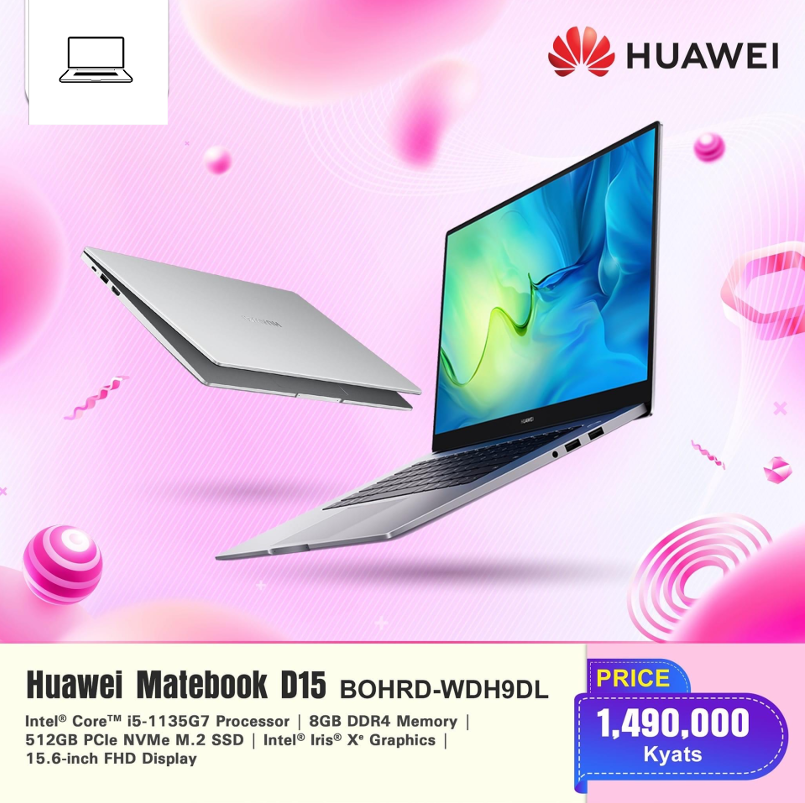 HUAWEI
HUAWEI
Huawei Matebook D15 BOHRD-WDH9DL
Intel® Core™ i5-1135G7 Processor | 8GB DDR4 Memory |
512GB PCIe NVMe M.2 SSD | Intel® Iris® Xᵉ Graphics |
15.6-inch FHD Display
PRICE
1,490,000
Kyats